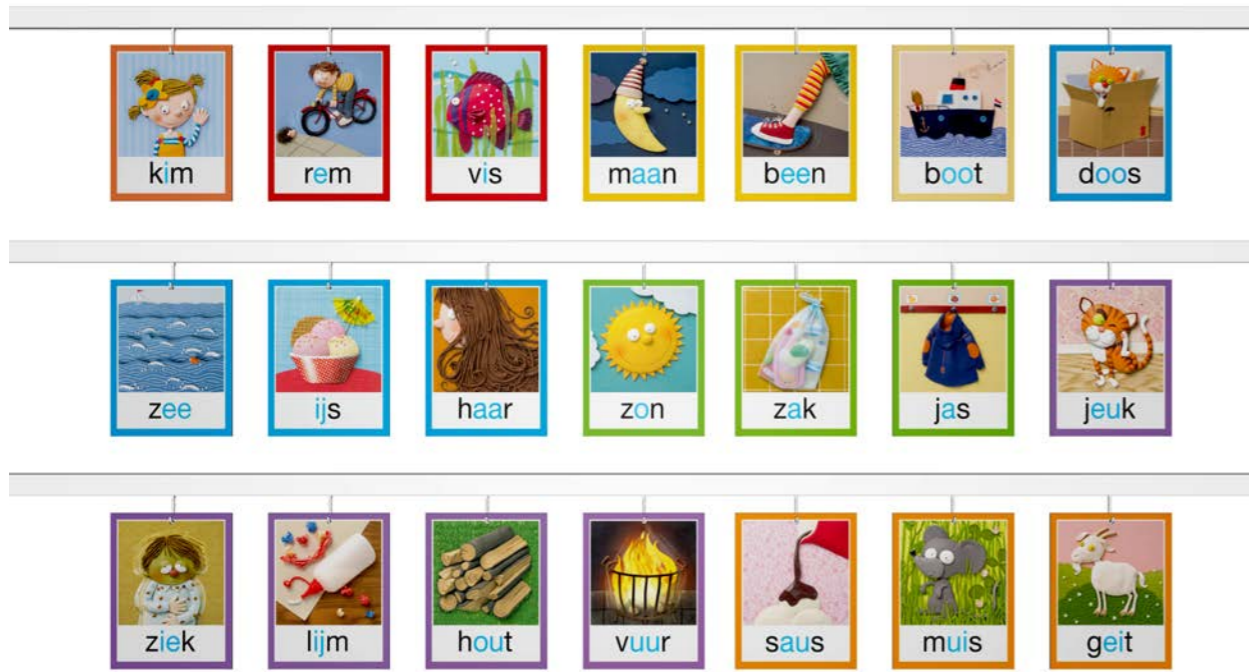 kim rem vis maan been boot doos
zee ijs haar zon zak jas jeuk
ziek lijm hout vuur saus muis geit